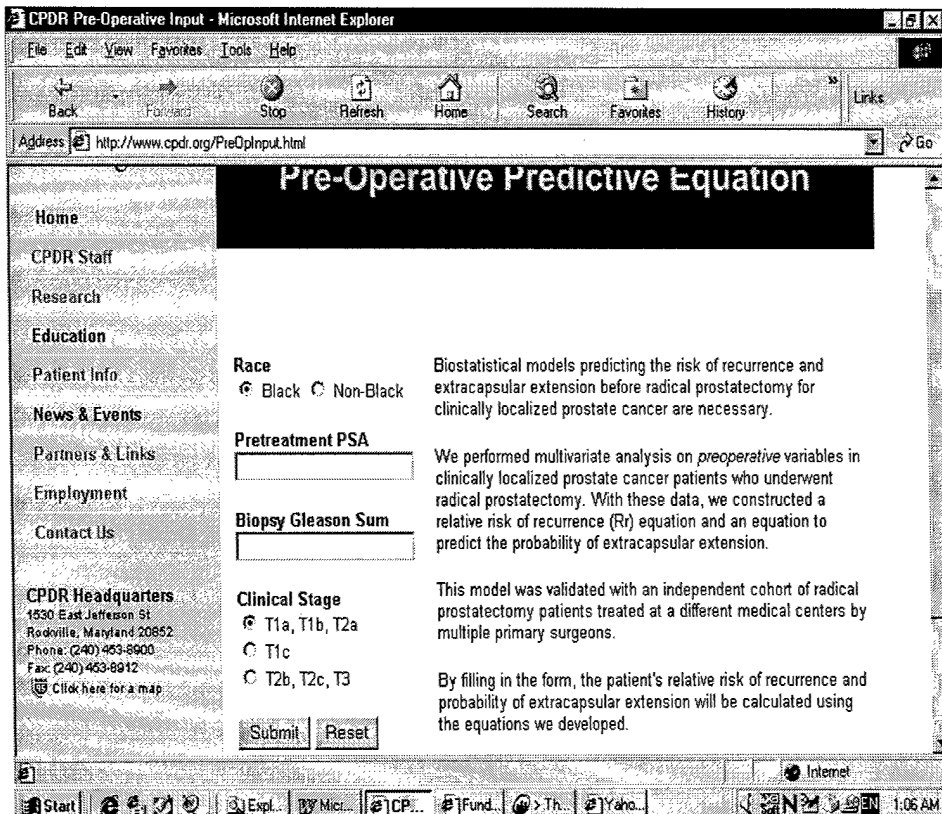 CPDR Pre-Operative Input - Microsoft Internet Explorer
File Edit View Favorites Tools Help
Back Forward Stop Refresh Home Search Favorites History » Links
Address http://www.cpdr.org/PreOpInput.html Go
Pre-Operative Predictive Equation
Home
CPDR Staff
Research
Education
Patient Info
News & Events
Partners & Links
Employment
Contact Us
CPDR Headquarters
1530 East Jefferson St
Rockville, Maryland 20852
Phone: (240) 453-8900
Fax: (240) 453-8912
Click here for a map
Race
Black Non-Black
Pretreatment PSA
Biopsy Gleason Sum
Clinical Stage
T1a, T1b, T2a
T1c
T2b, T2c, T3
Submit Reset
Biostatistical models predicting the risk of recurrence and
extracapsular extension before radical prostatectomy for
clinically localized prostate cancer are necessary.
We performed multivariate analysis on preoperative variables in
clinically localized prostate cancer patients who underwent
radical prostatectomy. With these data, we constructed a
relative risk of recurrence (Rr) equation and an equation to
predict the probability of extracapsular extension.
This model was validated with an independent cohort of radical
prostatectomy patients treated at a different medical centers by
multiple primary surgeons.
By filling in the form, the patient's relative risk of recurrence and
probability of extracapsular extension will be calculated using
the equations we developed.
Internet
Start Expl... Micr... CP... Fund... Th... Yaho... EN 1:06 AM